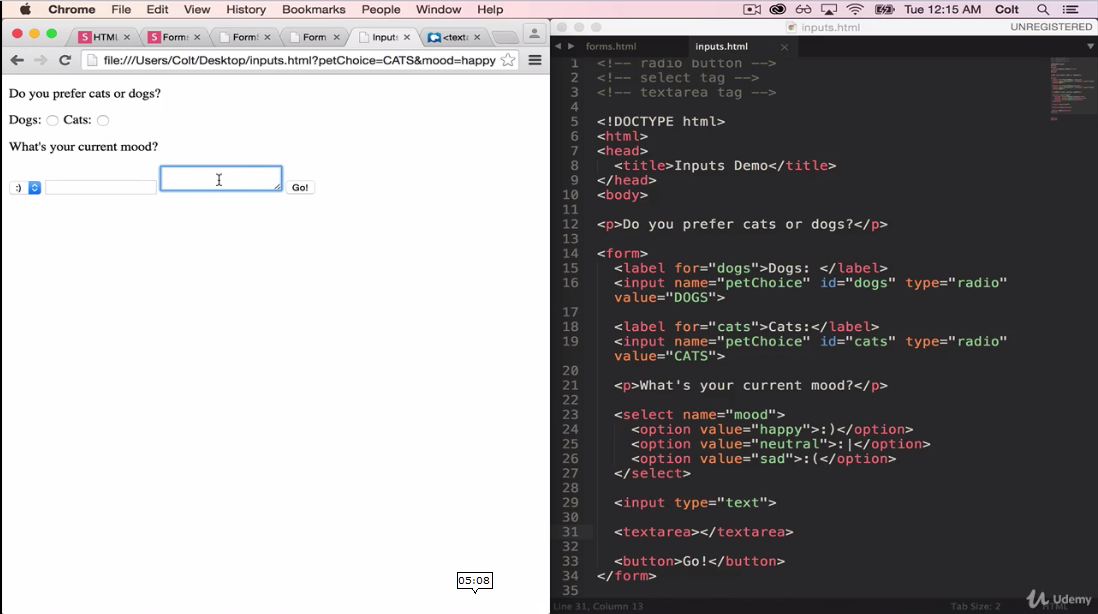 Chrome File Edit View History Bookmarks People Window Help Tue 12:15 AM Colt
HTML Forms Form Form Inputs <texta
inputs.html UNREGISTERED
file:///Users/Colt/Desktop/inputs.html?petChoice=CATS&mood=happy
forms.html inputs.html
Do you prefer cats or dogs?
Dogs: Cats:
What's your current mood?
:) Go!
1 <!-- radio button -->
2 <!-- select tag -->
3 <!-- textarea tag -->
4
5 <!DOCTYPE html>
6 <html>
7 <head>
8 <title>Inputs Demo</title>
9 </head>
10 <body>
11
12 <p>Do you prefer cats or dogs?</p>
13
14 <form>
15 <label for="dogs">Dogs: </label>
16 <input name="petChoice" id="dogs" type="radio"
value="DOGS">
17
18 <label for="cats">Cats:</label>
19 <input name="petChoice" id="cats" type="radio"
value="CATS">
20
21 <p>What's your current mood?</p>
22
23 <select name="mood">
24 <option value="happy">:)</option>
25 <option value="neutral">:|</option>
26 <option value="sad">:(</option>
27 </select>
28
29 <input type="text">
30
31 <textarea></textarea>
32
33 <button>Go!</button>
34 </form>
35
05:08
Line 31, Column 13 Tab Size: 2 HTML
Udemy